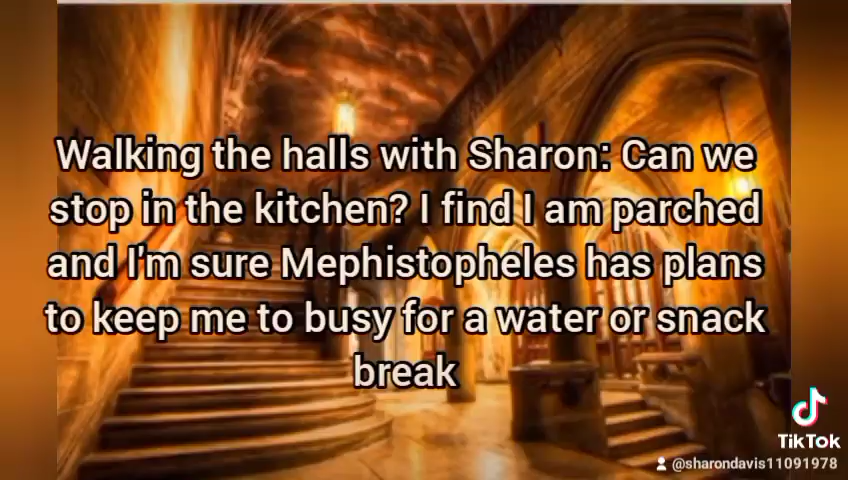 Walking the halls with Sharon: Can we
stop in the kitchen? I find I am parched
and I'm sure Mephistopheles has plans
to keep me to busy for a water or snack
break
TikTok
@sharondavis11091978